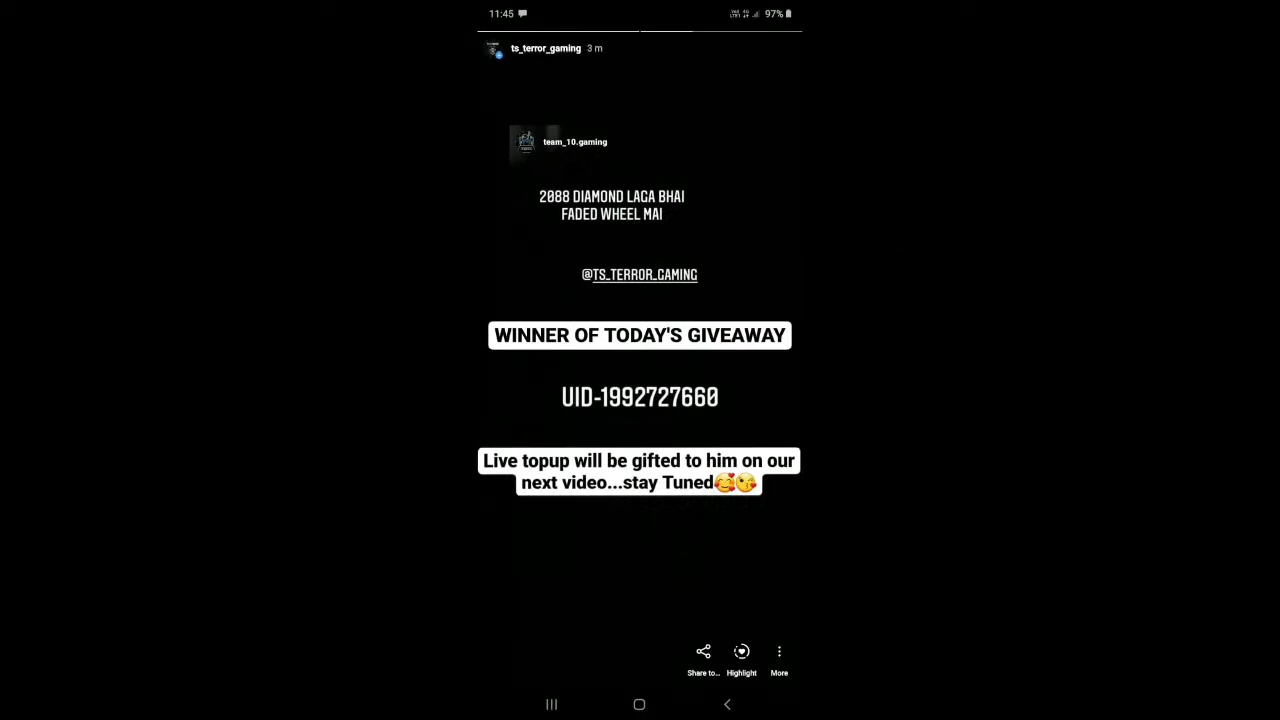 11:45
97%
ts_terror_gaming 3 m
team_10.gaming
2088 DIAMOND LAGA BHAI
FADED WHEEL MAI
@TS_TERROR_GAMING
WINNER OF TODAY'S GIVEAWAY
UID-1992727660
Live topup will be gifted to him on our
next video...stay Tuned🥰😘
Share to... Highlight More